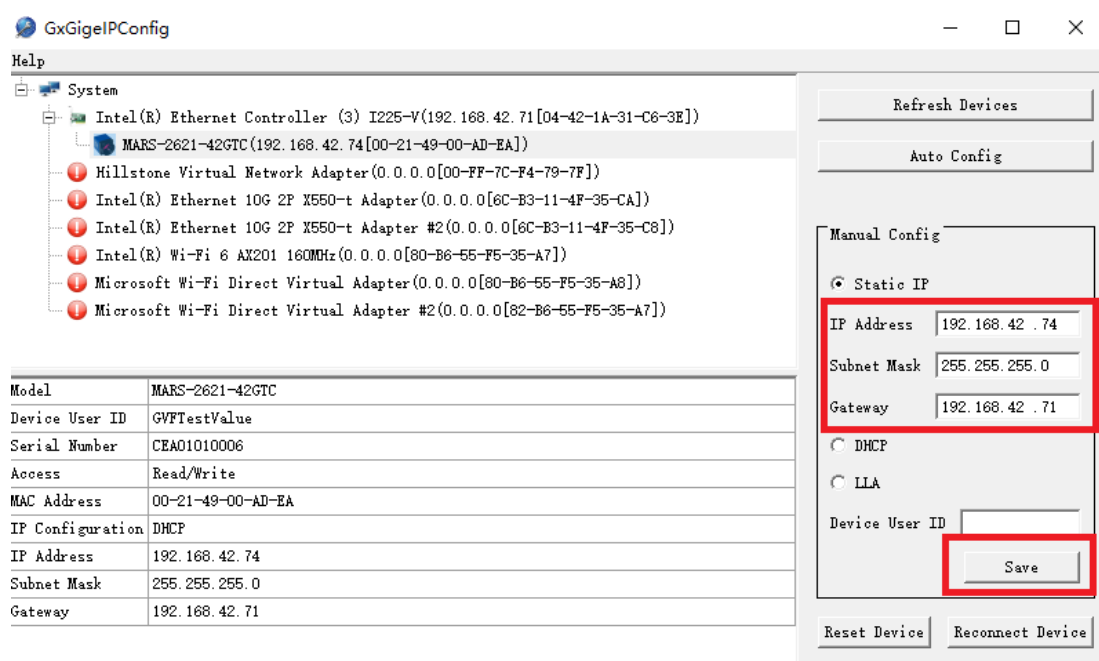 GxGigeIPConfig
Help
System
Intel(R) Ethernet Controller (3) I225-V(192.168.42.71[04-42-1A-31-C6-3E])
MARS-2621-42GTC(192.168.42.74[00-21-49-00-AD-EA])
Hillstone Virtual Network Adapter(0.0.0.0[00-FF-7C-F4-79-7F])
Intel(R) Ethernet 10G 2P X550-t Adapter(0.0.0.0[6C-B3-11-4F-35-CA])
Intel(R) Ethernet 10G 2P X550-t Adapter #2(0.0.0.0[6C-B3-11-4F-35-C8])
Intel(R) Wi-Fi 6 AX201 160MHz(0.0.0.0[80-B6-55-F5-35-A7])
Microsoft Wi-Fi Direct Virtual Adapter(0.0.0.0[80-B6-55-F5-35-A8])
Microsoft Wi-Fi Direct Virtual Adapter #2(0.0.0.0[82-B6-55-F5-35-A7])
Model MARS-2621-42GTC
Device User ID GVFTestValue
Serial Number CEA01010006
Access Read/Write
MAC Address 00-21-49-00-AD-EA
IP Configuration DHCP
IP Address 192.168.42.74
Subnet Mask 255.255.255.0
Gateway 192.168.42.71
Refresh Devices
Auto Config
Manual Config
Static IP
IP Address 192.168.42 .74
Subnet Mask 255.255.255.0
Gateway 192.168.42 .71
DHCP
LLA
Device User ID
Save
Reset Device Reconnect Device